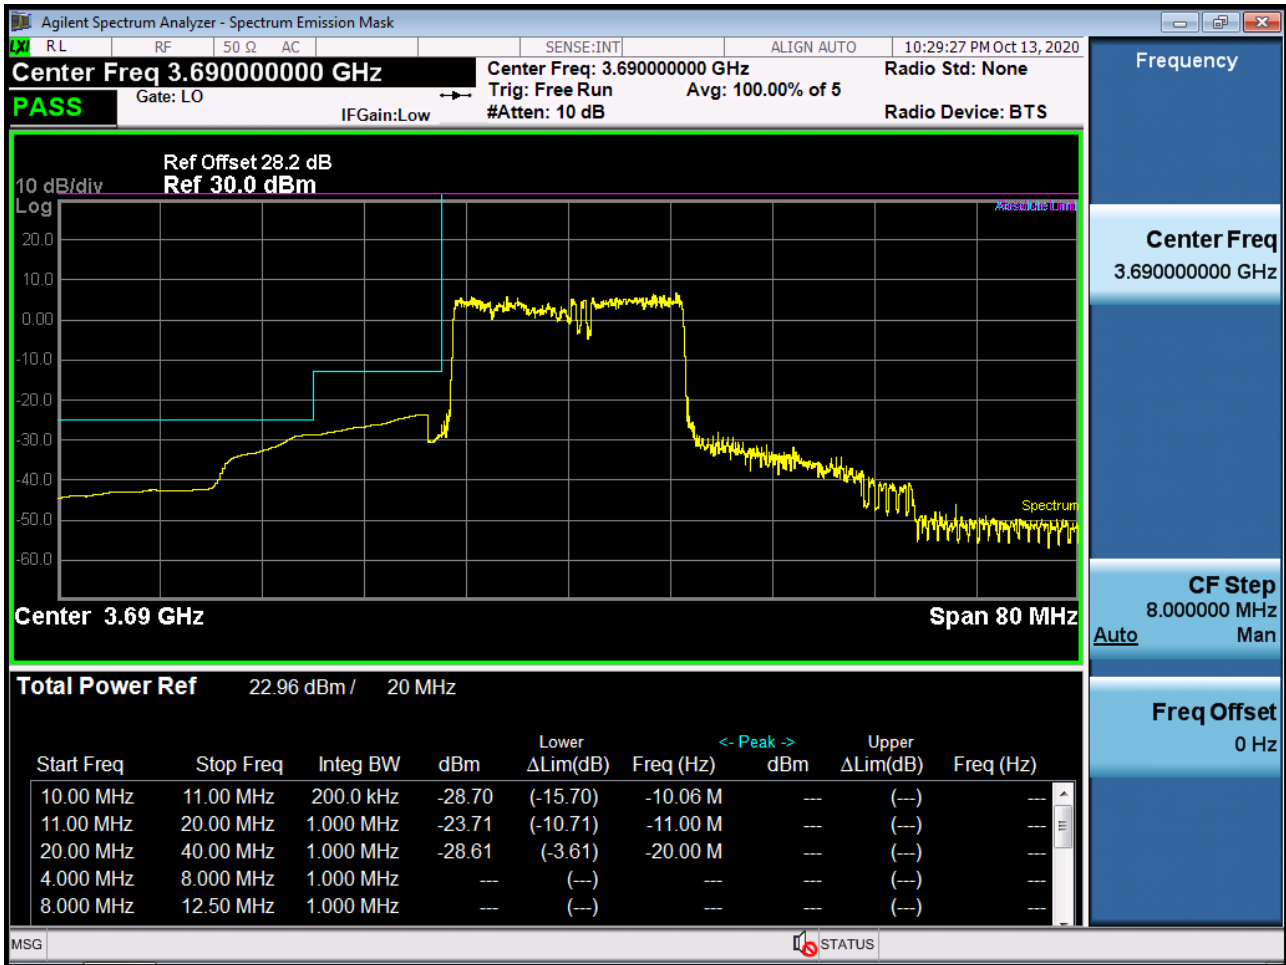 Agilent Spectrum Analyzer - Spectrum Emission Mask
LXI RL RF 50 Ω AC SENSE:INT ALIGN AUTO 10:29:27 PM Oct 13, 2020
Center Freq 3.690000000 GHz
Center Freq: 3.690000000 GHz Radio Std: None
PASS Gate: LO Trig: Free Run Avg: 100.00% of 5
IFGain:Low #Atten: 10 dB Radio Device: BTS
Ref Offset 28.2 dB
10 dB/div Ref 30.0 dBm
Log
Absolute Limit
20.0
10.0
0.00
-10.0
-20.0
-30.0
-40.0
-50.0
Spectrum
-60.0
Center 3.69 GHz Span 80 MHz
Total Power Ref 22.96 dBm / 20 MHz
Lower <- Peak -> Upper
Start Freq Stop Freq Integ BW dBm ΔLim(dB) Freq (Hz) dBm ΔLim(dB) Freq (Hz)
10.00 MHz 11.00 MHz 200.0 kHz -28.70 (-15.70) -10.06 M --- (---) ---
11.00 MHz 20.00 MHz 1.000 MHz -23.71 (-10.71) -11.00 M --- (---) ---
20.00 MHz 40.00 MHz 1.000 MHz -28.61 (-3.61) -20.00 M --- (---) ---
4.000 MHz 8.000 MHz 1.000 MHz --- (---) --- --- (---) ---
8.000 MHz 12.50 MHz 1.000 MHz --- (---) --- --- (---) ---
MSG STATUS
Frequency
Center Freq
3.690000000 GHz
CF Step
8.000000 MHz
Auto Man
Freq Offset
0 Hz